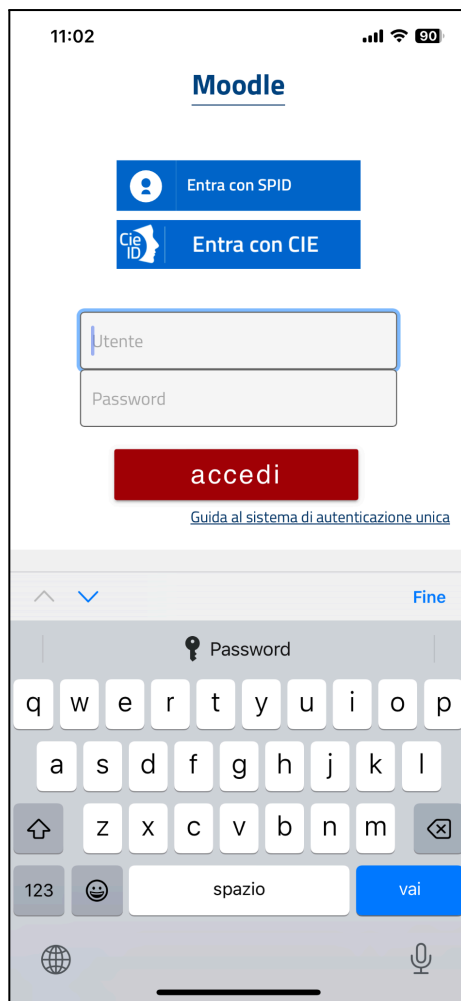 11:02
90
Moodle
Entra con SPID
Cie
ID
Entra con CIE
Utente
Password
accedi
Guida al sistema di autenticazione unica
Fine
Password
q w e r t y u i o p
a s d f g h j k l
z x c v b n m
123 spazio vai